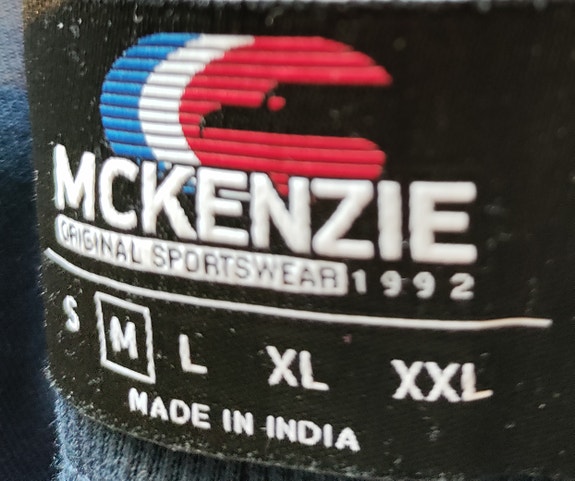 MCKENZIE
ORIGINAL SPORTSWEAR 1992
S M L XL XXL
MADE IN INDIA